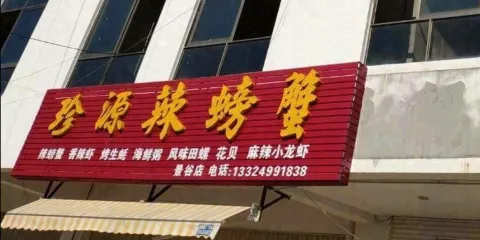 珍源辣螃蟹
辣螃蟹 香辣虾 烤生蚝 海鲜粥 风味田螺 花贝 麻辣小龙虾
景谷店 电话:13324991838